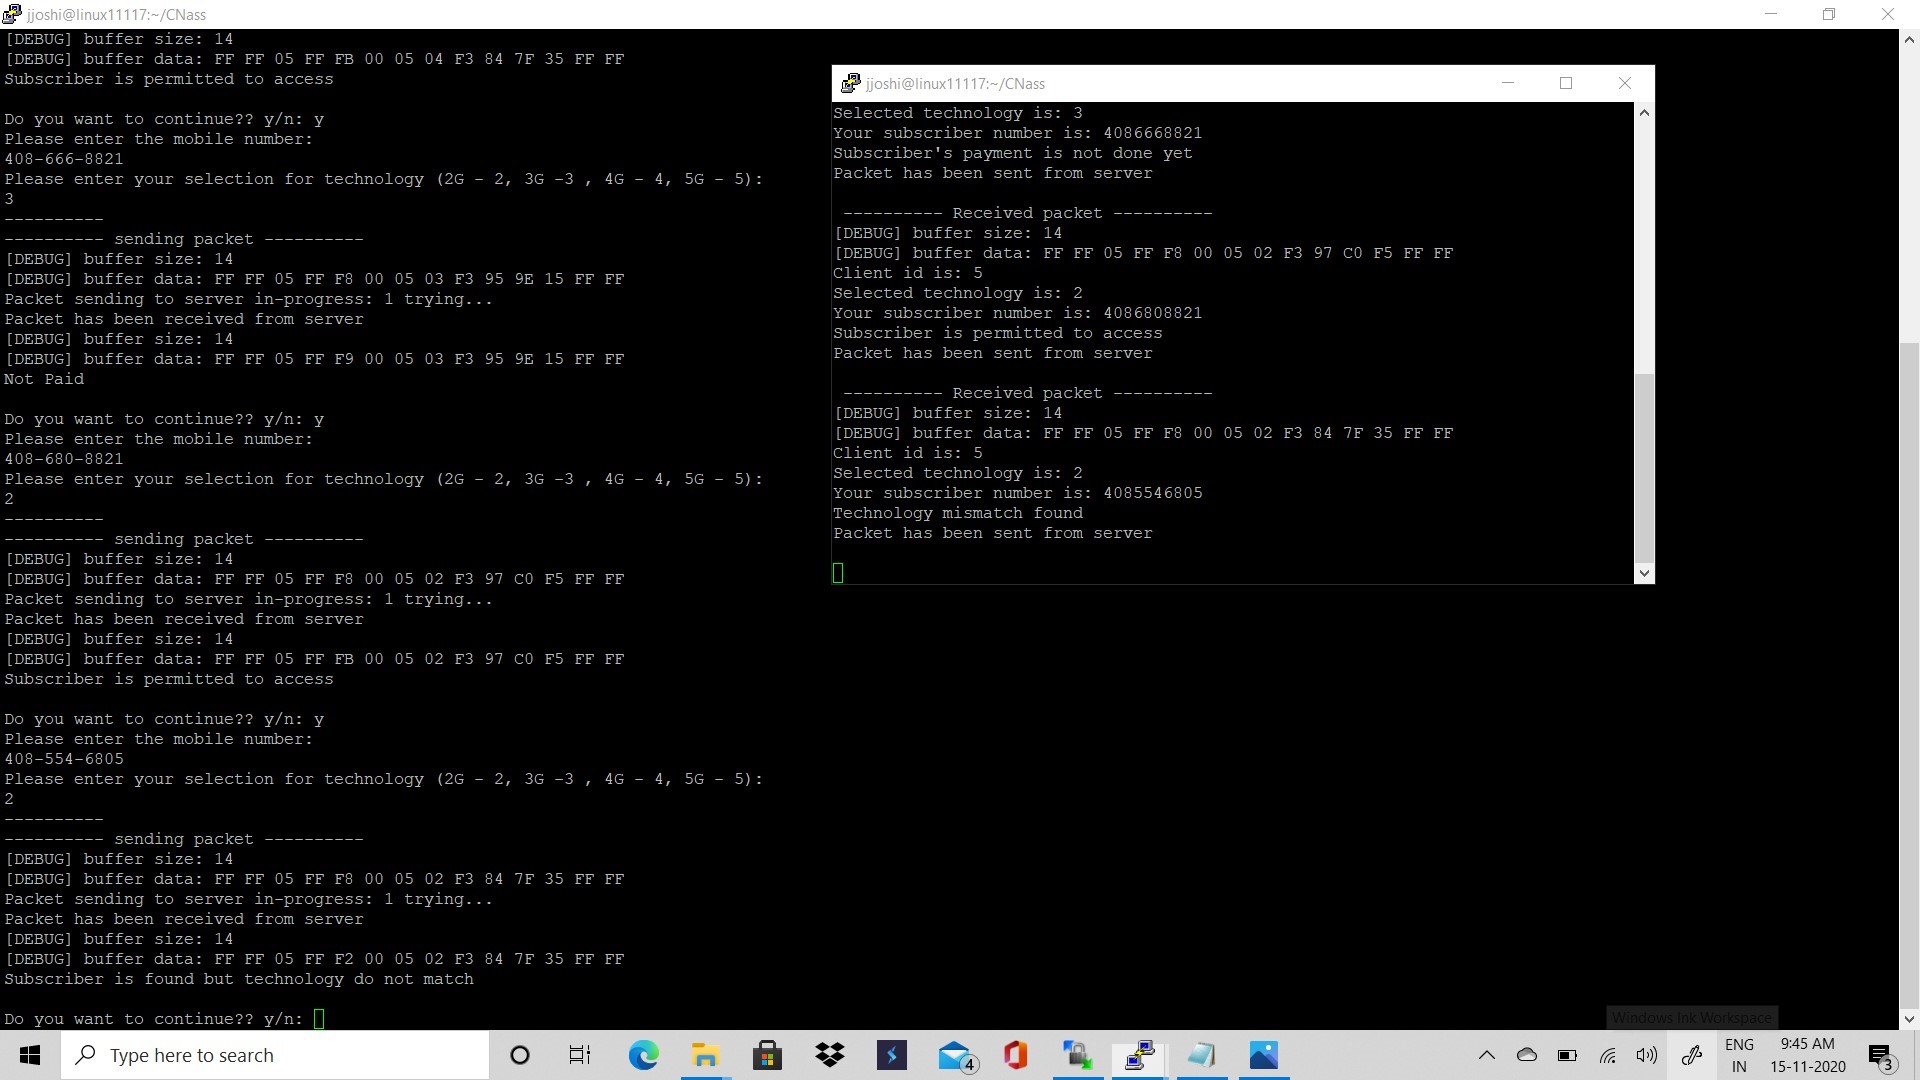 jjoshi@linux11117:~/CNass
[DEBUG] buffer size: 14
[DEBUG] buffer data: FF FF 05 FF FB 00 05 04 F3 84 7F 35 FF FF
Subscriber is permitted to access
Do you want to continue?? y/n: y
Please enter the mobile number:
408-666-8821
Please enter your selection for technology (2G - 2, 3G -3 , 4G - 4, 5G - 5):
3
----------
---------- sending packet ----------
[DEBUG] buffer size: 14
[DEBUG] buffer data: FF FF 05 FF F8 00 05 03 F3 95 9E 15 FF FF
Packet sending to server in-progress: 1 trying...
Packet has been received from server
[DEBUG] buffer size: 14
[DEBUG] buffer data: FF FF 05 FF F9 00 05 03 F3 95 9E 15 FF FF
Not Paid
Do you want to continue?? y/n: y
Please enter the mobile number:
408-680-8821
Please enter your selection for technology (2G - 2, 3G -3 , 4G - 4, 5G - 5):
2
----------
---------- sending packet ----------
[DEBUG] buffer size: 14
[DEBUG] buffer data: FF FF 05 FF F8 00 05 02 F3 97 C0 F5 FF FF
Packet sending to server in-progress: 1 trying...
Packet has been received from server
[DEBUG] buffer size: 14
[DEBUG] buffer data: FF FF 05 FF FB 00 05 02 F3 97 C0 F5 FF FF
Subscriber is permitted to access
Do you want to continue?? y/n: y
Please enter the mobile number:
408-554-6805
Please enter your selection for technology (2G - 2, 3G -3 , 4G - 4, 5G - 5):
2
----------
---------- sending packet ----------
[DEBUG] buffer size: 14
[DEBUG] buffer data: FF FF 05 FF F8 00 05 02 F3 84 7F 35 FF FF
Packet sending to server in-progress: 1 trying...
Packet has been received from server
[DEBUG] buffer size: 14
[DEBUG] buffer data: FF FF 05 FF F2 00 05 02 F3 84 7F 35 FF FF
Subscriber is found but technology do not match
Do you want to continue?? y/n:
jjoshi@linux11117:~/CNass
Selected technology is: 3
Your subscriber number is: 4086668821
Subscriber's payment is not done yet
Packet has been sent from server
---------- Received packet ----------
[DEBUG] buffer size: 14
[DEBUG] buffer data: FF FF 05 FF F8 00 05 02 F3 97 C0 F5 FF FF
Client id is: 5
Selected technology is: 2
Your subscriber number is: 4086808821
Subscriber is permitted to access
Packet has been sent from server
---------- Received packet ----------
[DEBUG] buffer size: 14
[DEBUG] buffer data: FF FF 05 FF F8 00 05 02 F3 84 7F 35 FF FF
Client id is: 5
Selected technology is: 2
Your subscriber number is: 4085546805
Technology mismatch found
Packet has been sent from server
Windows Ink Workspace
Type here to search
4
ENG
IN
9:45 AM
15-11-2020
3